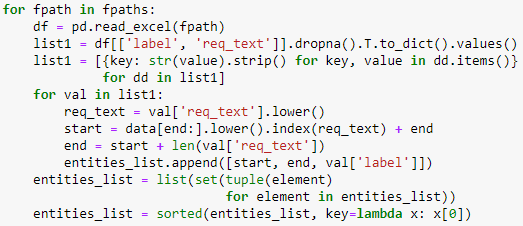 for fpath in fpaths:
    df = pd.read_excel(fpath)
    list1 = df[['label', 'req_text']].dropna().T.to_dict().values()
    list1 = [{key: str(value).strip() for key, value in dd.items()}
             for dd in list1]
    for val in list1:
        req_text = val['req_text'].lower()
        start = data[end:].lower().index(req_text) + end
        end = start + len(val['req_text'])
        entities_list.append([start, end, val['label']])
    entities_list = list(set(tuple(element)
                             for element in entities_list))
    entities_list = sorted(entities_list, key=lambda x: x[0])